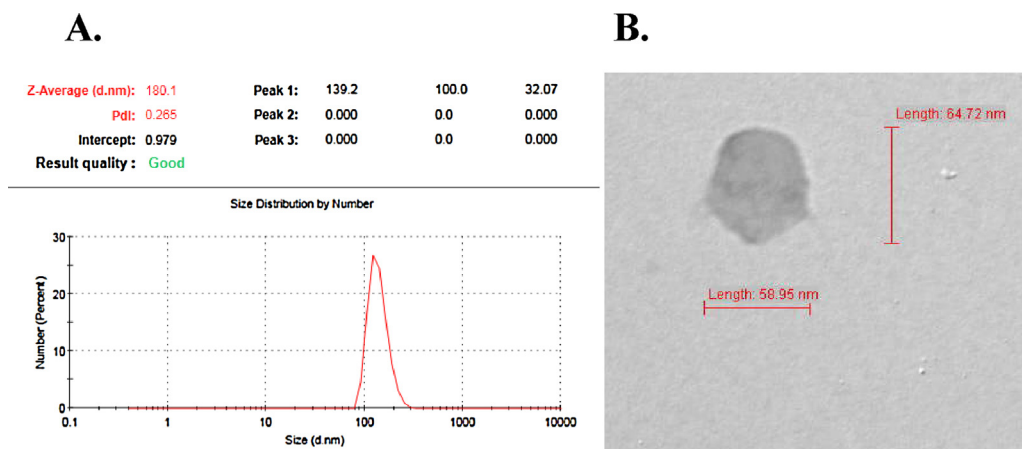 A.
B.
Z-Average (d.nm): 180.1 Peak 1: 139.2 100.0 32.07
PdI: 0.265 Peak 2: 0.000 0.0 0.000
Intercept: 0.979 Peak 3: 0.000 0.0 0.000
Result quality : Good
Size Distribution by Number
Number (Percent)
30
20
10
0
0.1 1 10 100 1000 10000
Size (d.nm)
Length: 64.72 nm
Length: 58.95 nm